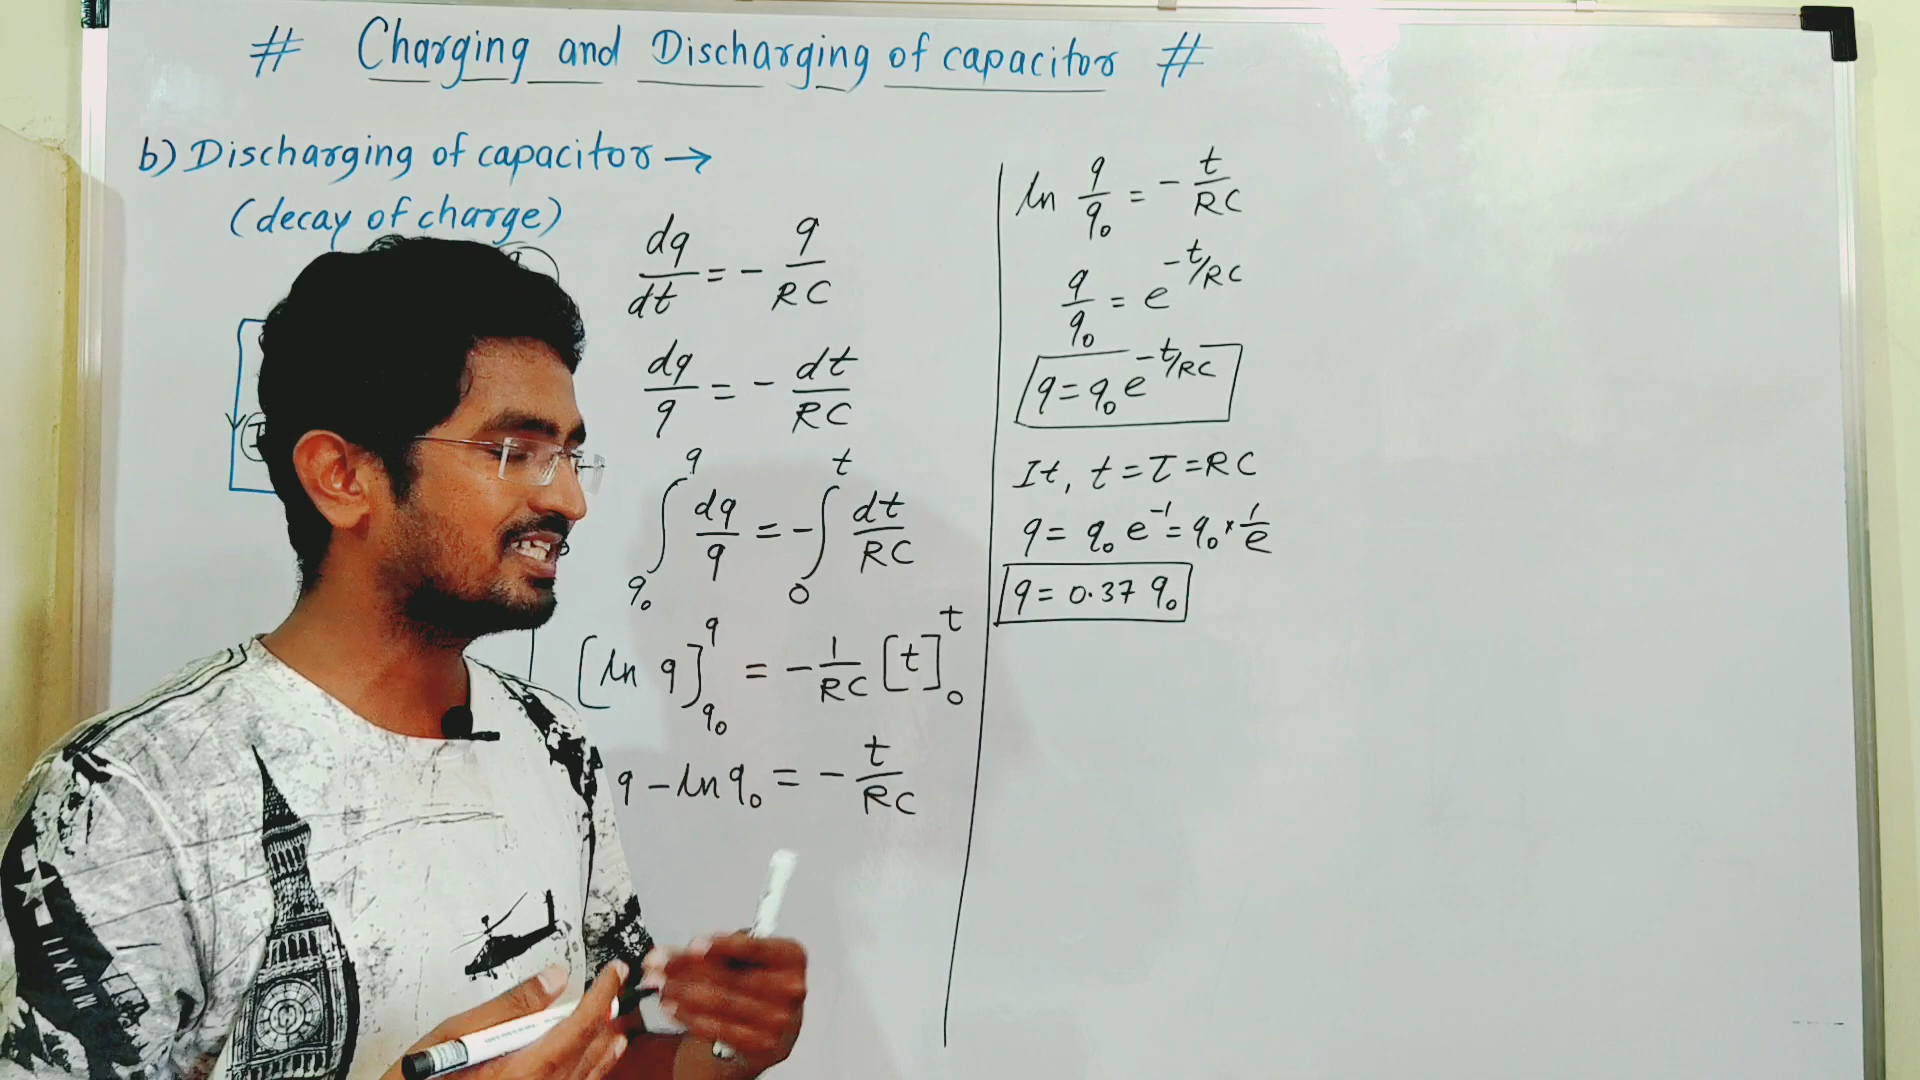 # Charging and Discharging of capacitor #
b) Discharging of capacitor →
(decay of charge)
dq/dt = - q/RC
dq/q = - dt/RC
∫_{q₀}^{q} dq/q = - ∫_{0}^{t} dt/RC
[ln q]_{q₀}^{q} = - 1/RC [t]_{0}^{t}
q - ln q₀ = - t/RC
ln q/q₀ = - t/RC
q/q₀ = e^{-t/RC}
q = q₀ e^{-t/RC}
It, t = τ = RC
q = q₀ e^{-1} = q₀ × 1/e
q = 0.37 q₀
I
MMXVII